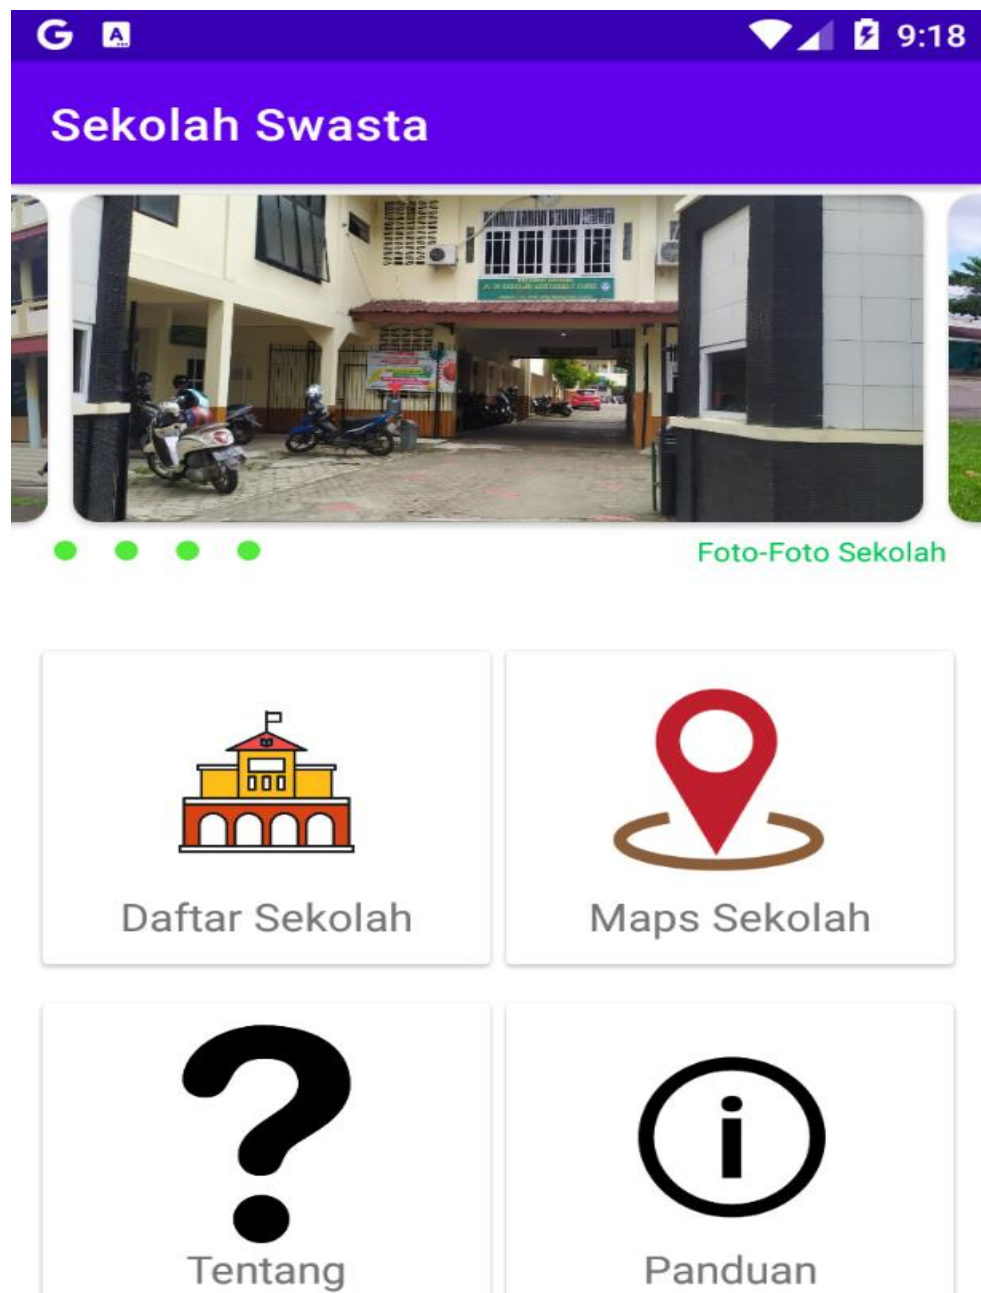 G A 9:18
Sekolah Swasta
Foto-Foto Sekolah
Daftar Sekolah
Maps Sekolah
Tentang
Panduan